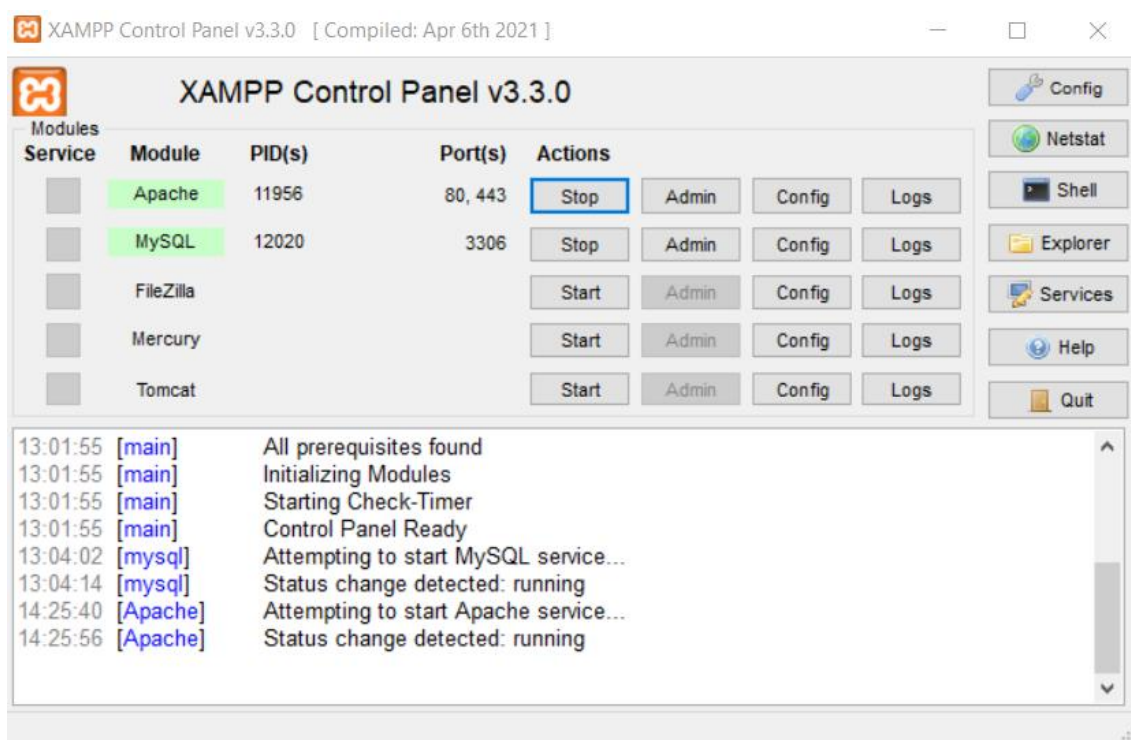 XAMPP Control Panel v3.3.0 [ Compiled: Apr 6th 2021 ]
XAMPP Control Panel v3.3.0
Config
Modules
Service Module PID(s) Port(s) Actions
Netstat
Apache 11956 80, 443 Stop Admin Config Logs
Shell
MySQL 12020 3306 Stop Admin Config Logs
Explorer
FileZilla Start Admin Config Logs
Services
Mercury Start Admin Config Logs
Help
Tomcat Start Admin Config Logs
Quit
13:01:55 [main] All prerequisites found
13:01:55 [main] Initializing Modules
13:01:55 [main] Starting Check-Timer
13:01:55 [main] Control Panel Ready
13:04:02 [mysql] Attempting to start MySQL service...
13:04:14 [mysql] Status change detected: running
14:25:40 [Apache] Attempting to start Apache service...
14:25:56 [Apache] Status change detected: running